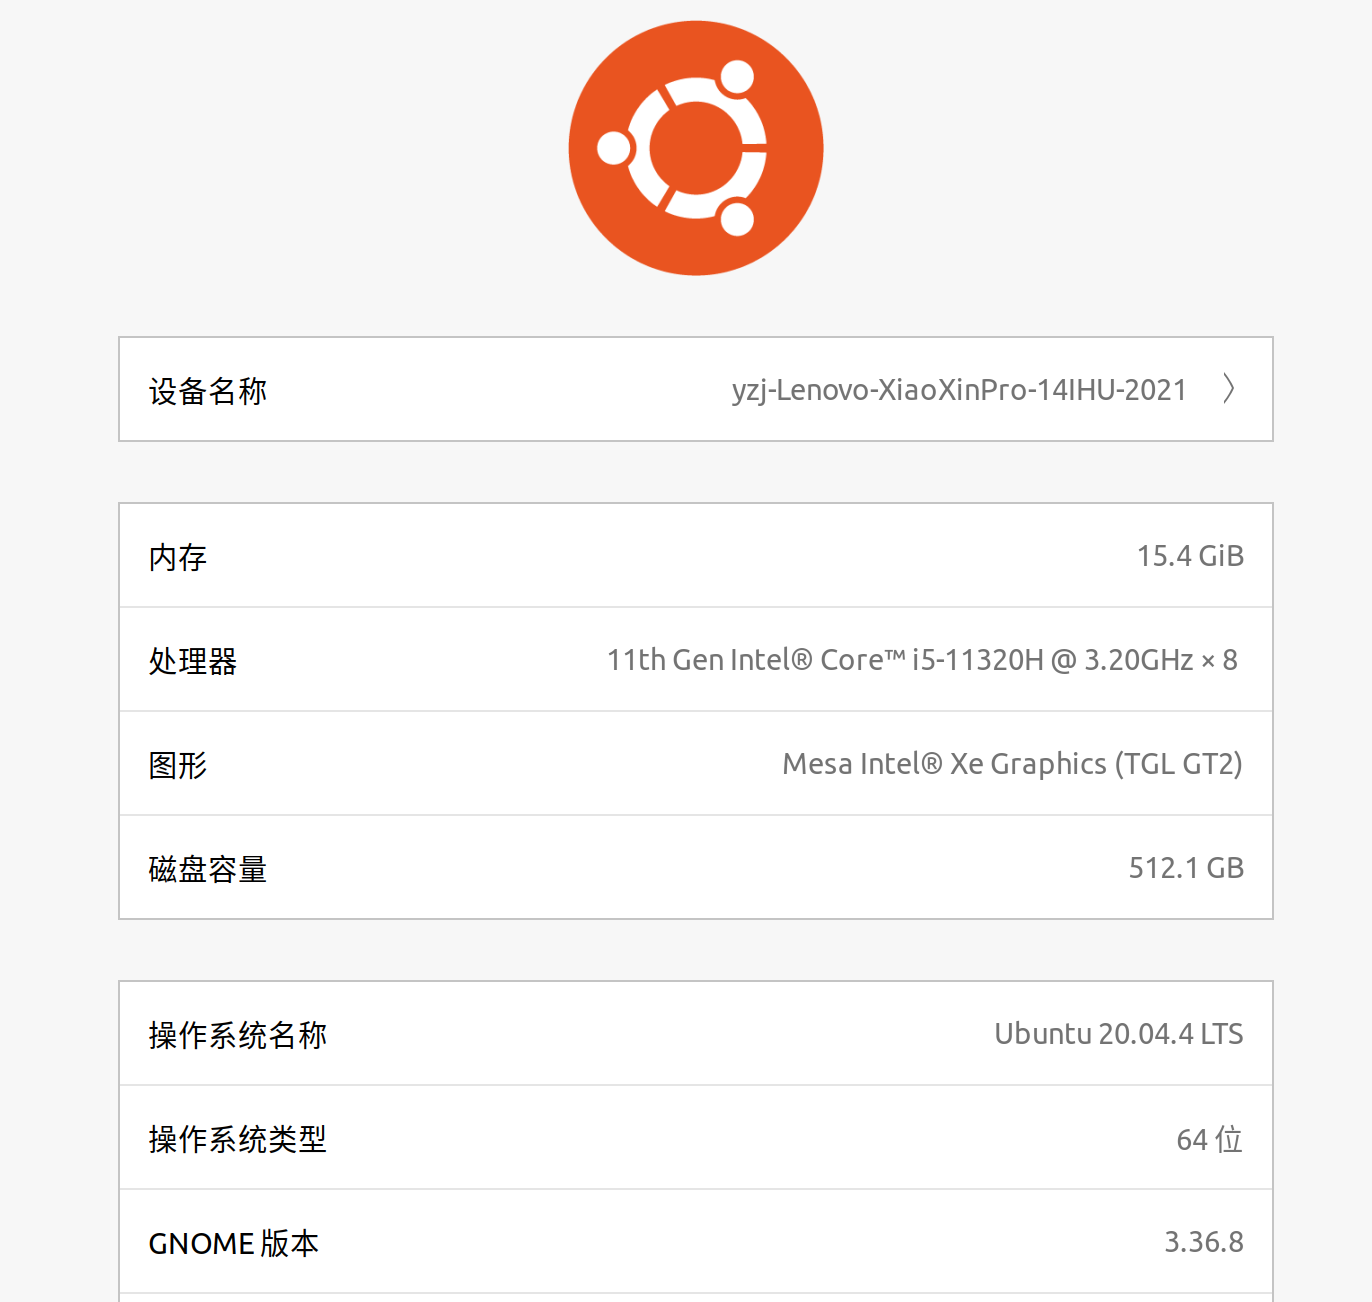 设备名称 yzj-Lenovo-XiaoXinPro-14IHU-2021
内存 15.4 GiB
处理器 11th Gen Intel® Core™ i5-11320H @ 3.20GHz × 8
图形 Mesa Intel® Xe Graphics (TGL GT2)
磁盘容量 512.1 GB
操作系统名称 Ubuntu 20.04.4 LTS
操作系统类型 64 位
GNOME 版本 3.36.8